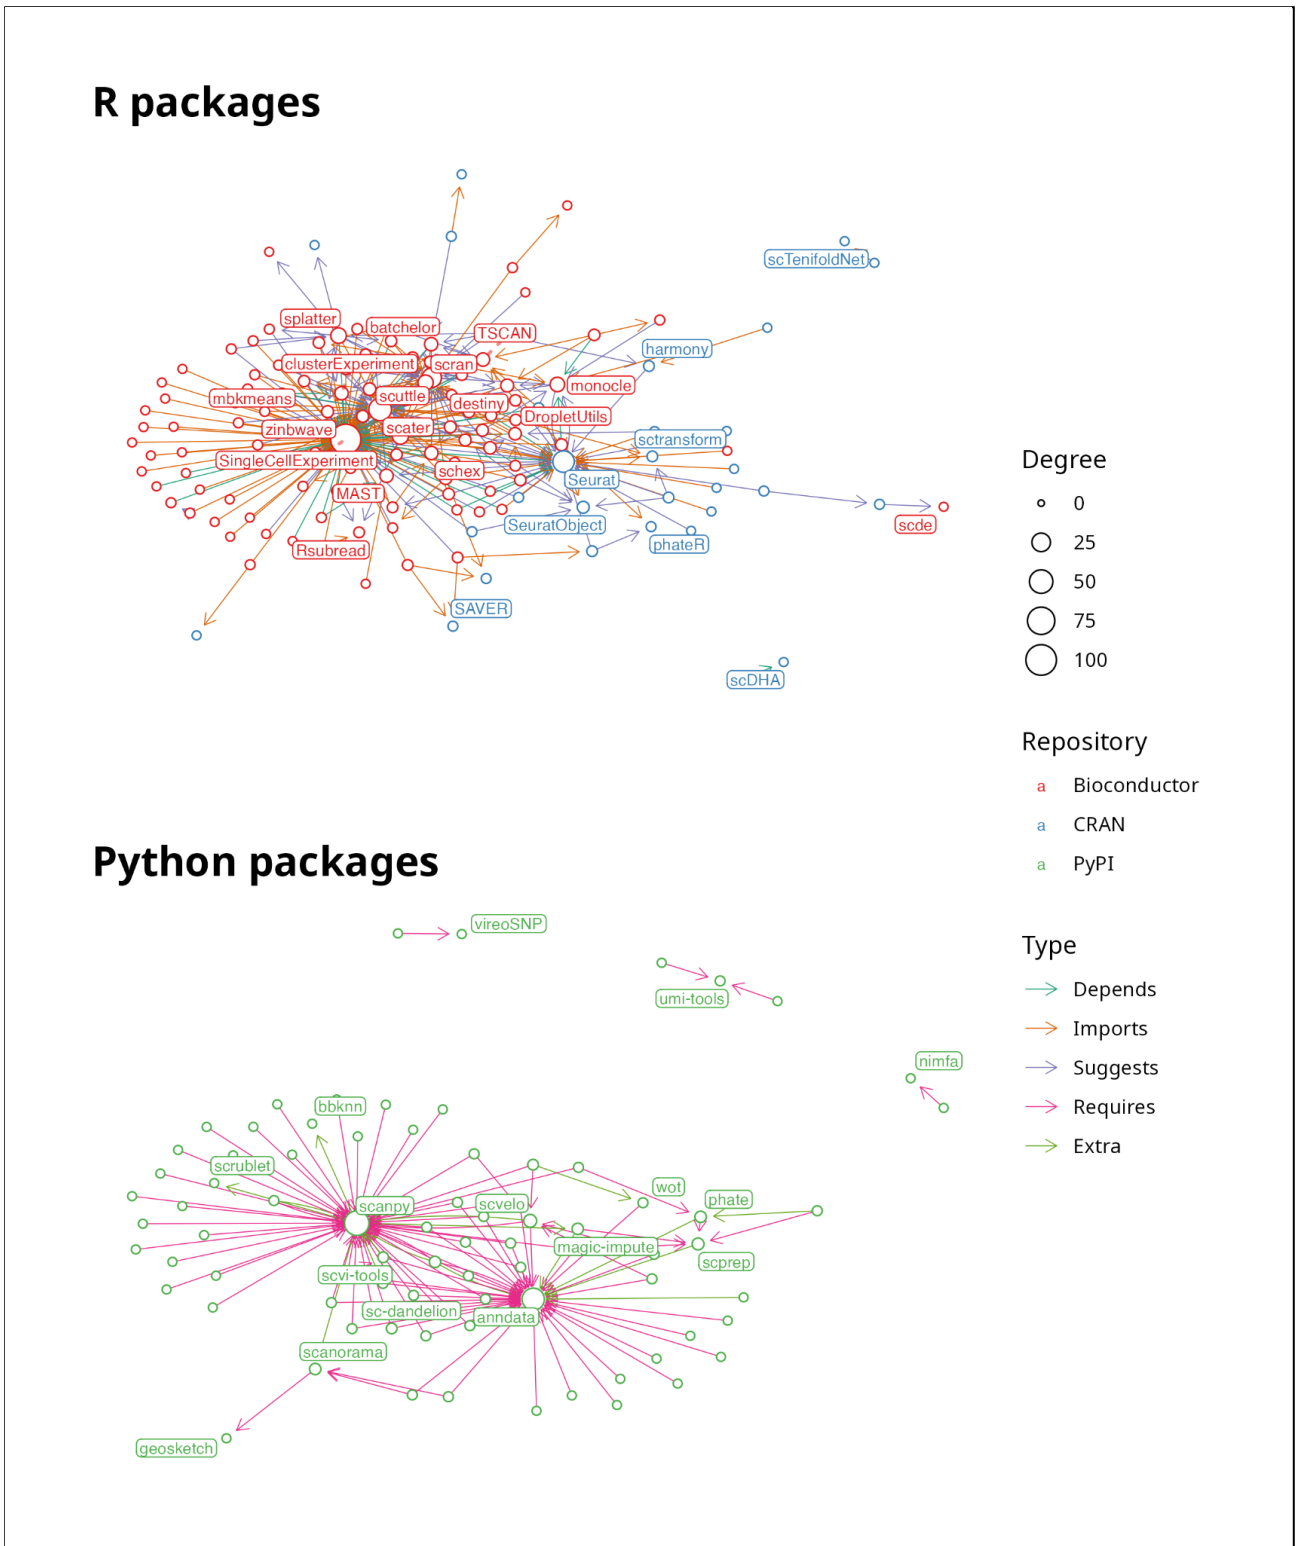 R packages
scTenifoldNet
splatter
batchelor
TSCAN
harmony
clusterExperiment
scran
monocle
mbkmeans
scuttle
destiny
DropletUtils
zinbwave
scater
sctransform
SingleCellExperiment
schex
Seurat
MAST
SeuratObject
scde
Rsubread
phateR
SAVER
scDHA
Degree
0
25
50
75
100
Repository
a Bioconductor
a CRAN
a PyPI
Python packages
vireoSNP
umi-tools
nimfa
bbknn
scrublet
wot
scanpy
scvelo
phate
magic-impute
scprep
scvi-tools
sc-dandelion
anndata
scanorama
geosketch
Type
Depends
Imports
Suggests
Requires
Extra